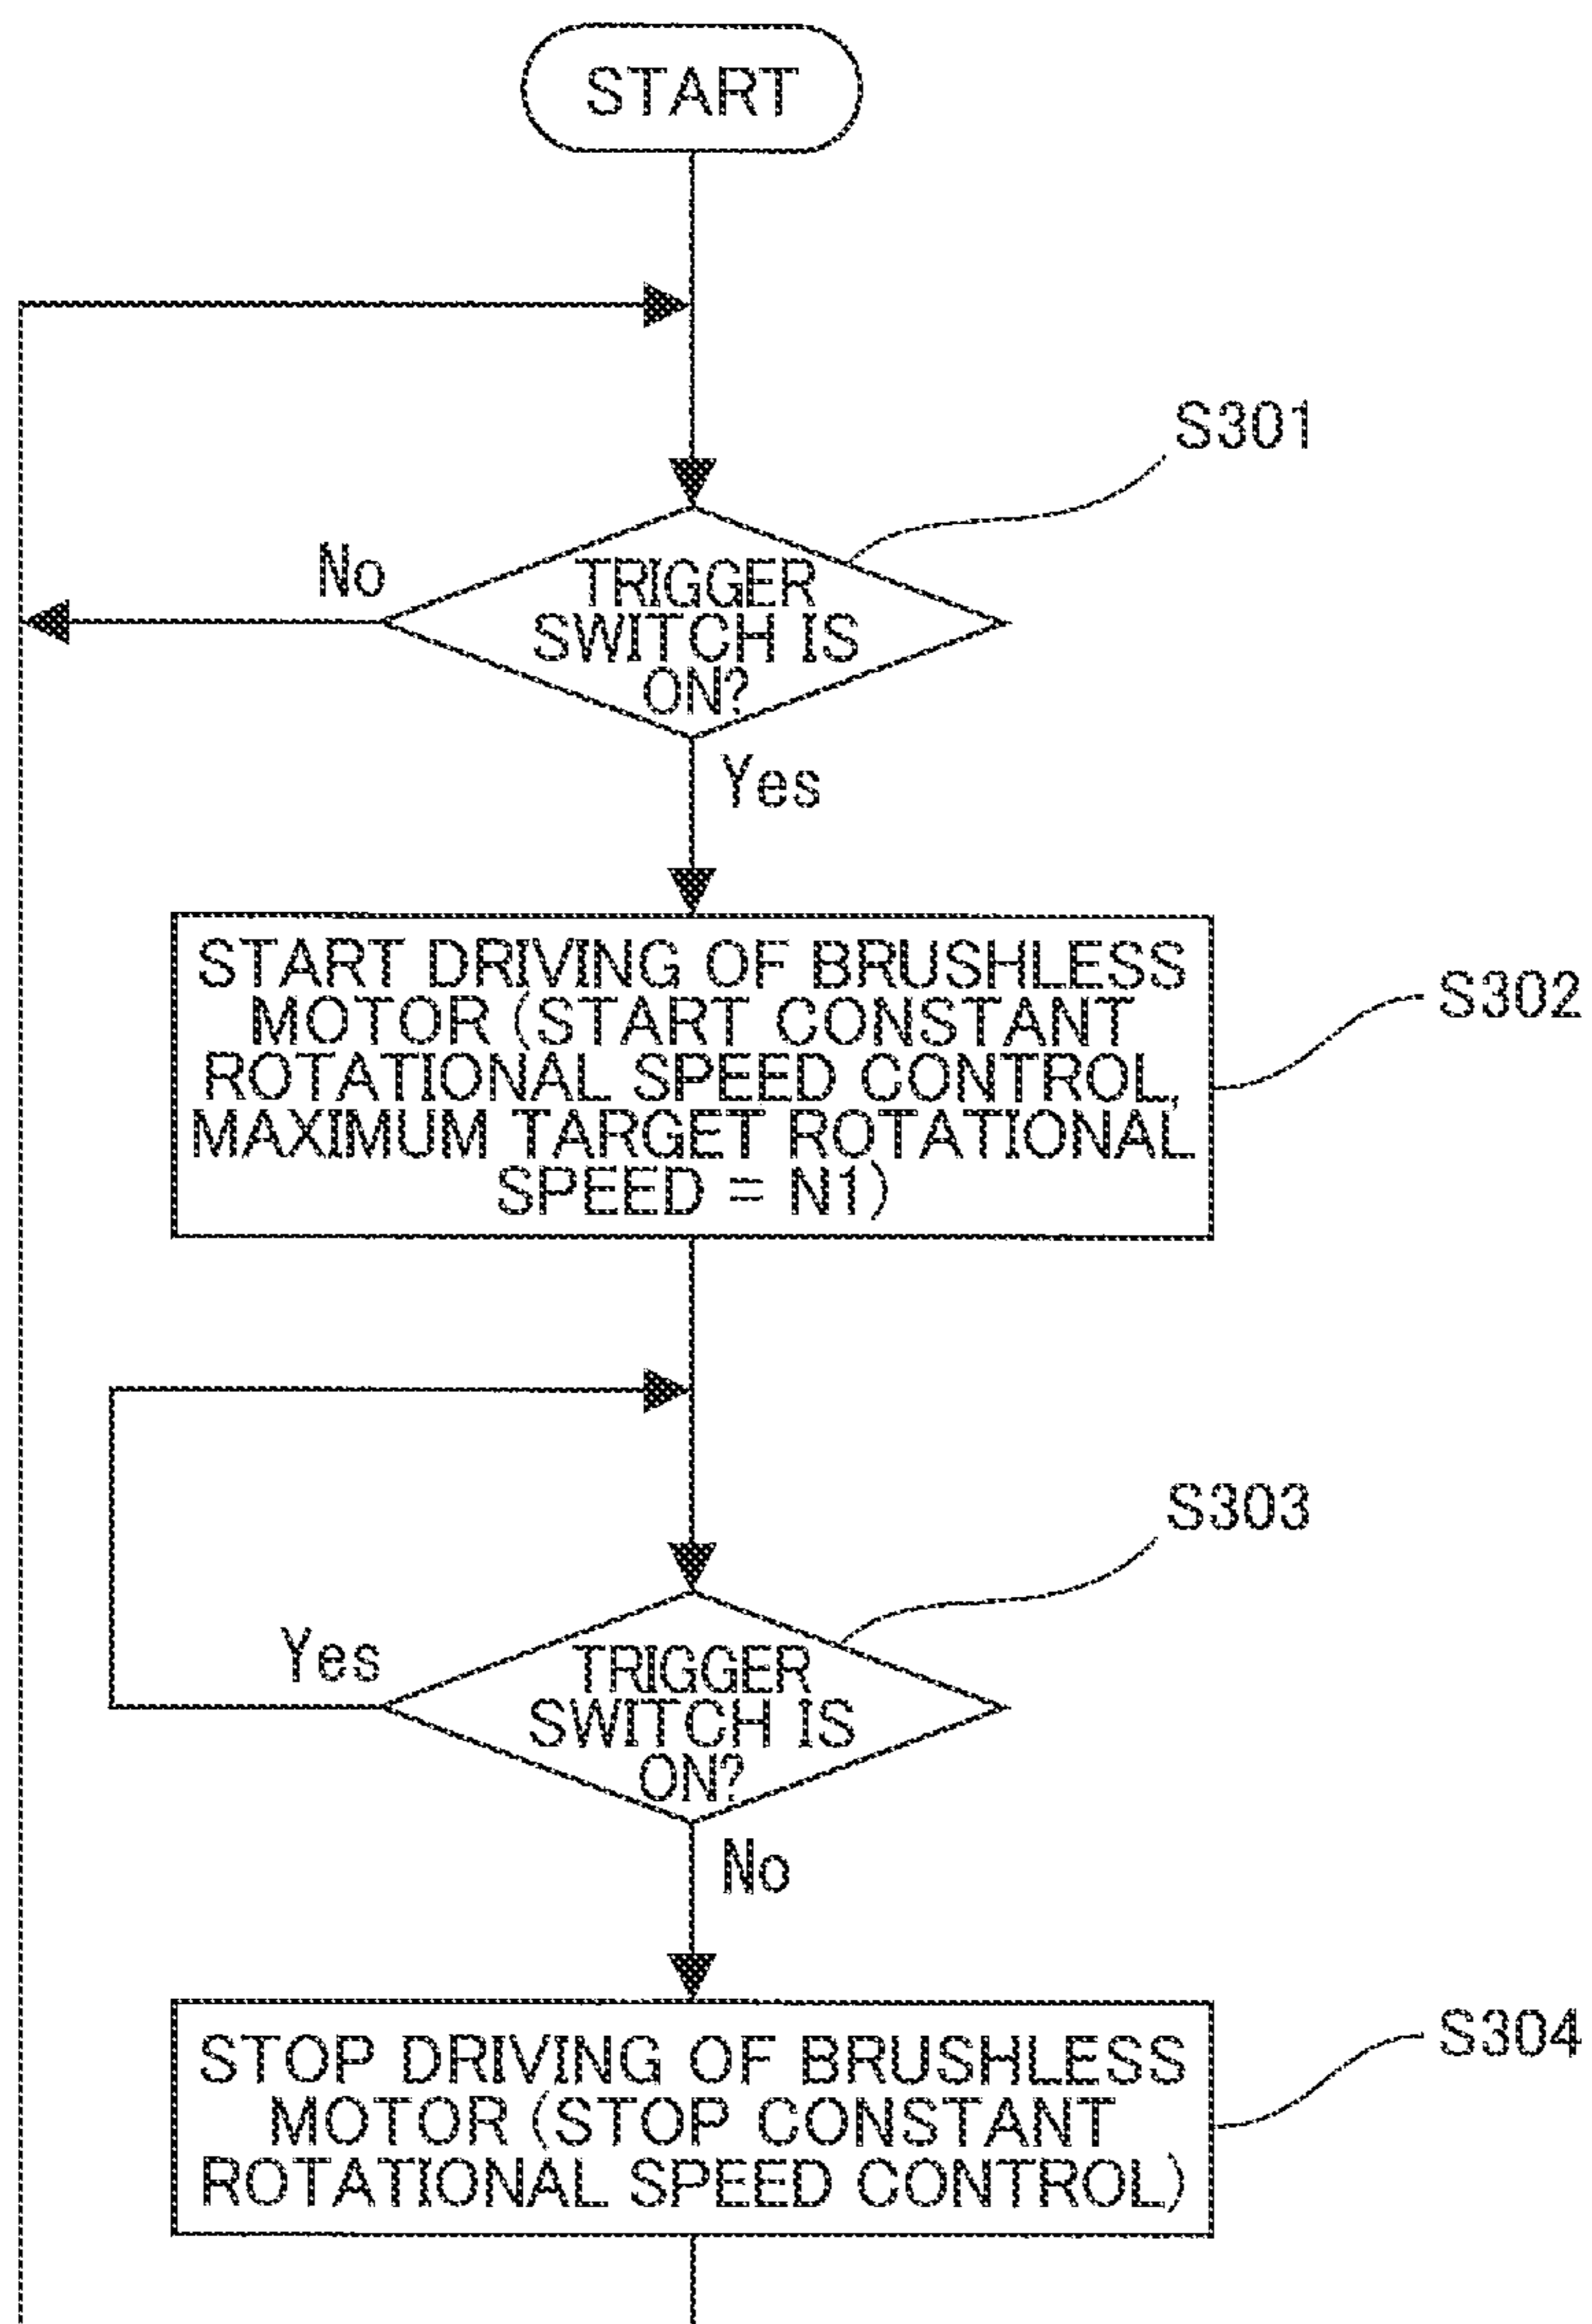 START
S301
No
TRIGGER
SWITCH IS
ON?
Yes
START DRIVING OF BRUSHLESS
MOTOR (START CONSTANT
ROTATIONAL SPEED CONTROL,
MAXIMUM TARGET ROTATIONAL
SPEED = N1)
S302
S303
Yes
TRIGGER
SWITCH IS
ON?
No
STOP DRIVING OF BRUSHLESS
MOTOR (STOP CONSTANT
ROTATIONAL SPEED CONTROL)
S304